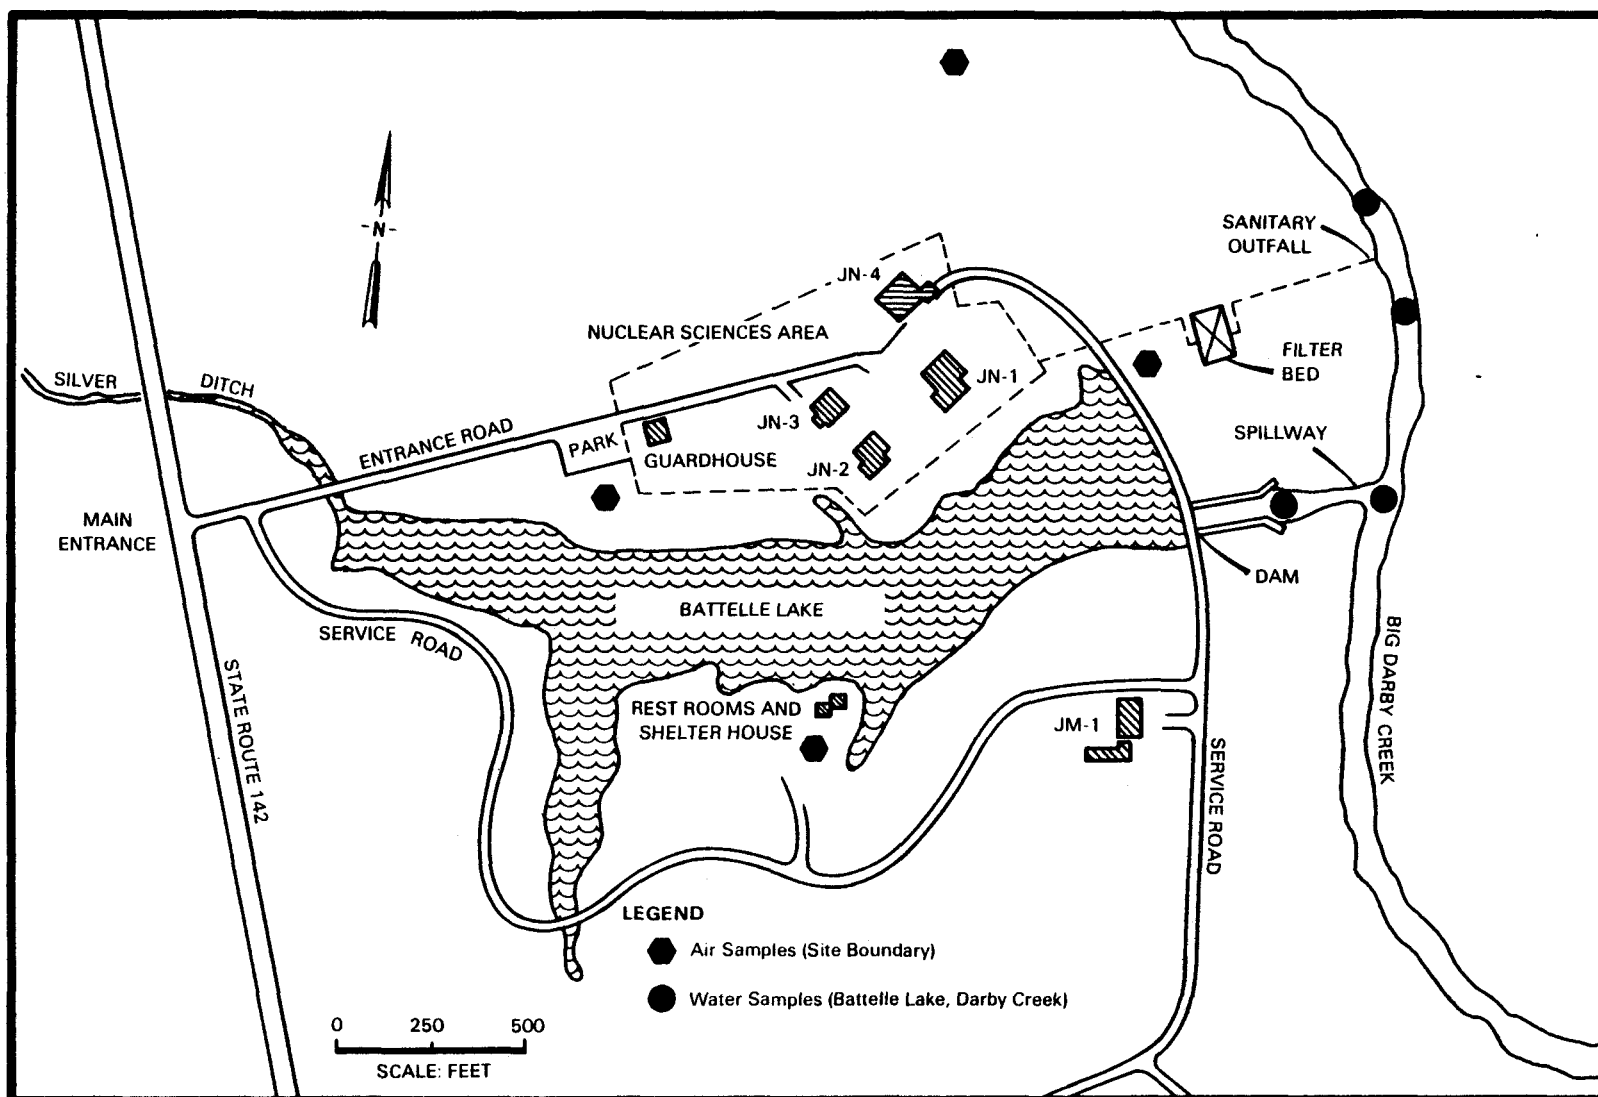 -N-
SANITARY
OUTFALL
JN-4
NUCLEAR SCIENCES AREA
FILTER
BED
SILVER DITCH
JN-1
JN-3
SPILLWAY
ENTRANCE ROAD
PARK
GUARDHOUSE
JN-2
MAIN
ENTRANCE
DAM
BATTELLE LAKE
SERVICE ROAD
BIG DARBY CREEK
STATE ROUTE 142
REST ROOMS AND
SHELTER HOUSE
JM-1
SERVICE ROAD
LEGEND
Air Samples (Site Boundary)
Water Samples (Battelle Lake, Darby Creek)
0 250 500
SCALE: FEET